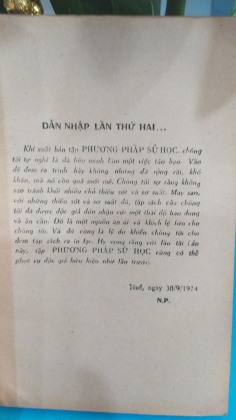 DẪN NHẬP LẦN THỨ HAI...
Khi xuất bản tập PHƯƠNG PHÁP SỬ HỌC, chúng
tôi tự nghĩ là đã liều mình làm một việc táo bạo. Vấn
đề đem ra trình bày không những đã rộng rãi, khó
khăn, mà nó còn quá mới mẻ. Chúng tôi sợ rằng không
sao tránh khỏi nhiều chỗ thiếu sót và sơ suất. May sao,
với những thiếu sót và sơ suất đó, tập sách của chúng
tôi đã được độc giả đón nhận với một thái độ bao dung
và ân cần. Đó là một nguồn an ủi và khích lệ lớn cho
chúng tôi. Và đó cũng là lý do khiến chúng tôi cho
đem tập sách ra in lại. Hy vọng rằng với lần tái bản
này, tập PHƯƠNG PHÁP SỬ HỌC cũng có thể
phục vụ độc giả hữu hiệu như lần trước.
Huế, ngày 30/9/1974
N.P.